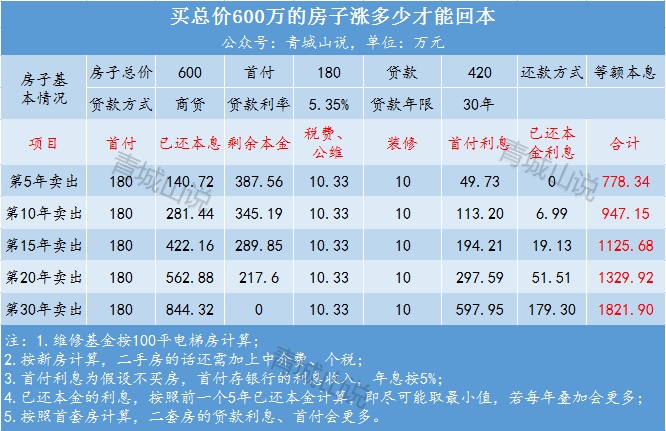 买总价600万的房子涨多少才能回本
公众号：青城山说，单位：万元
房子基本情况 房子总价 600 首付 180 贷款 420 还款方式 等额本息
贷款方式 商贷 贷款利率 5.35% 贷款年限 30年
项目 首付 已还本息 剩余本金 税费、公维 装修 首付利息 已还本金利息 合计
第5年卖出 180 140.72 387.56 10.33 10 49.73 0 778.34
第10年卖出 180 281.44 345.19 10.33 10 113.20 6.99 947.15
第15年卖出 180 422.16 289.85 10.33 10 194.21 19.13 1125.68
第20年卖出 180 562.88 217.6 10.33 10 297.59 51.51 1329.92
第30年卖出 180 844.32 0 10.33 10 597.95 179.30 1821.90
注：1.维修基金按100平电梯房计算；
2.按新房计算，二手房的话还需加上中介费、个税；
3.首付利息为假设不买房，首付存银行的利息收入，年息按5%；
4.已还本金的利息，按照前一个5年已还本金计算，即尽可能取最小值，若每年叠加会更多；
5.按照首套房计算，二套房的贷款利息、首付会更多。
青城山说
青城山说
青城山说